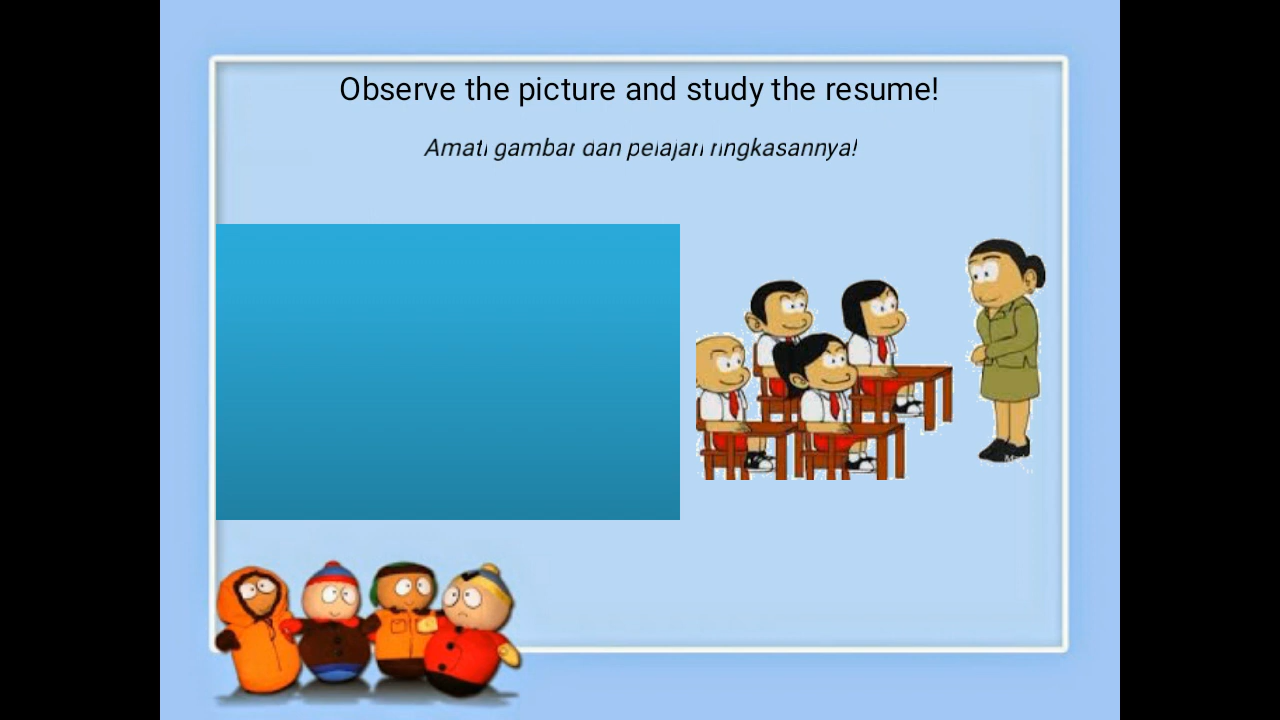 Observe the picture and study the resume!
Amati gambar dan pelajari ringkasannya!